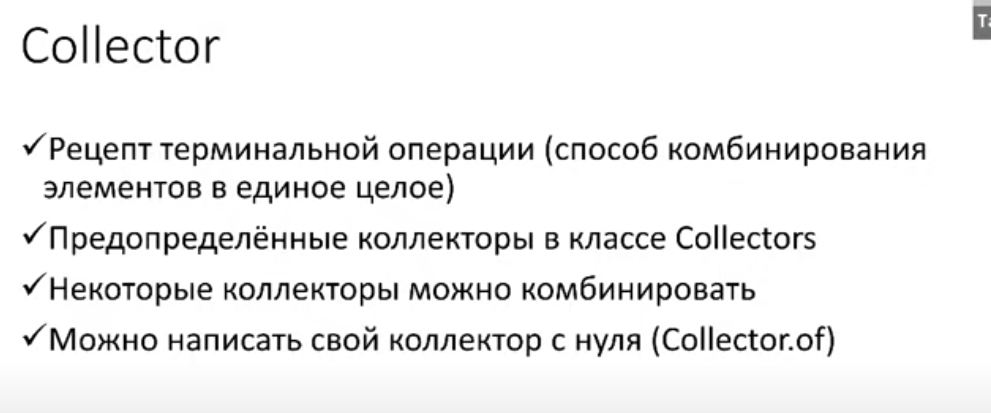 Collector
✓Рецепт терминальной операции (способ комбинирования
элементов в единое целое)
✓Предопределённые коллекторы в классе Collectors
✓Некоторые коллекторы можно комбинировать
✓Можно написать свой коллектор с нуля (Collector.of)